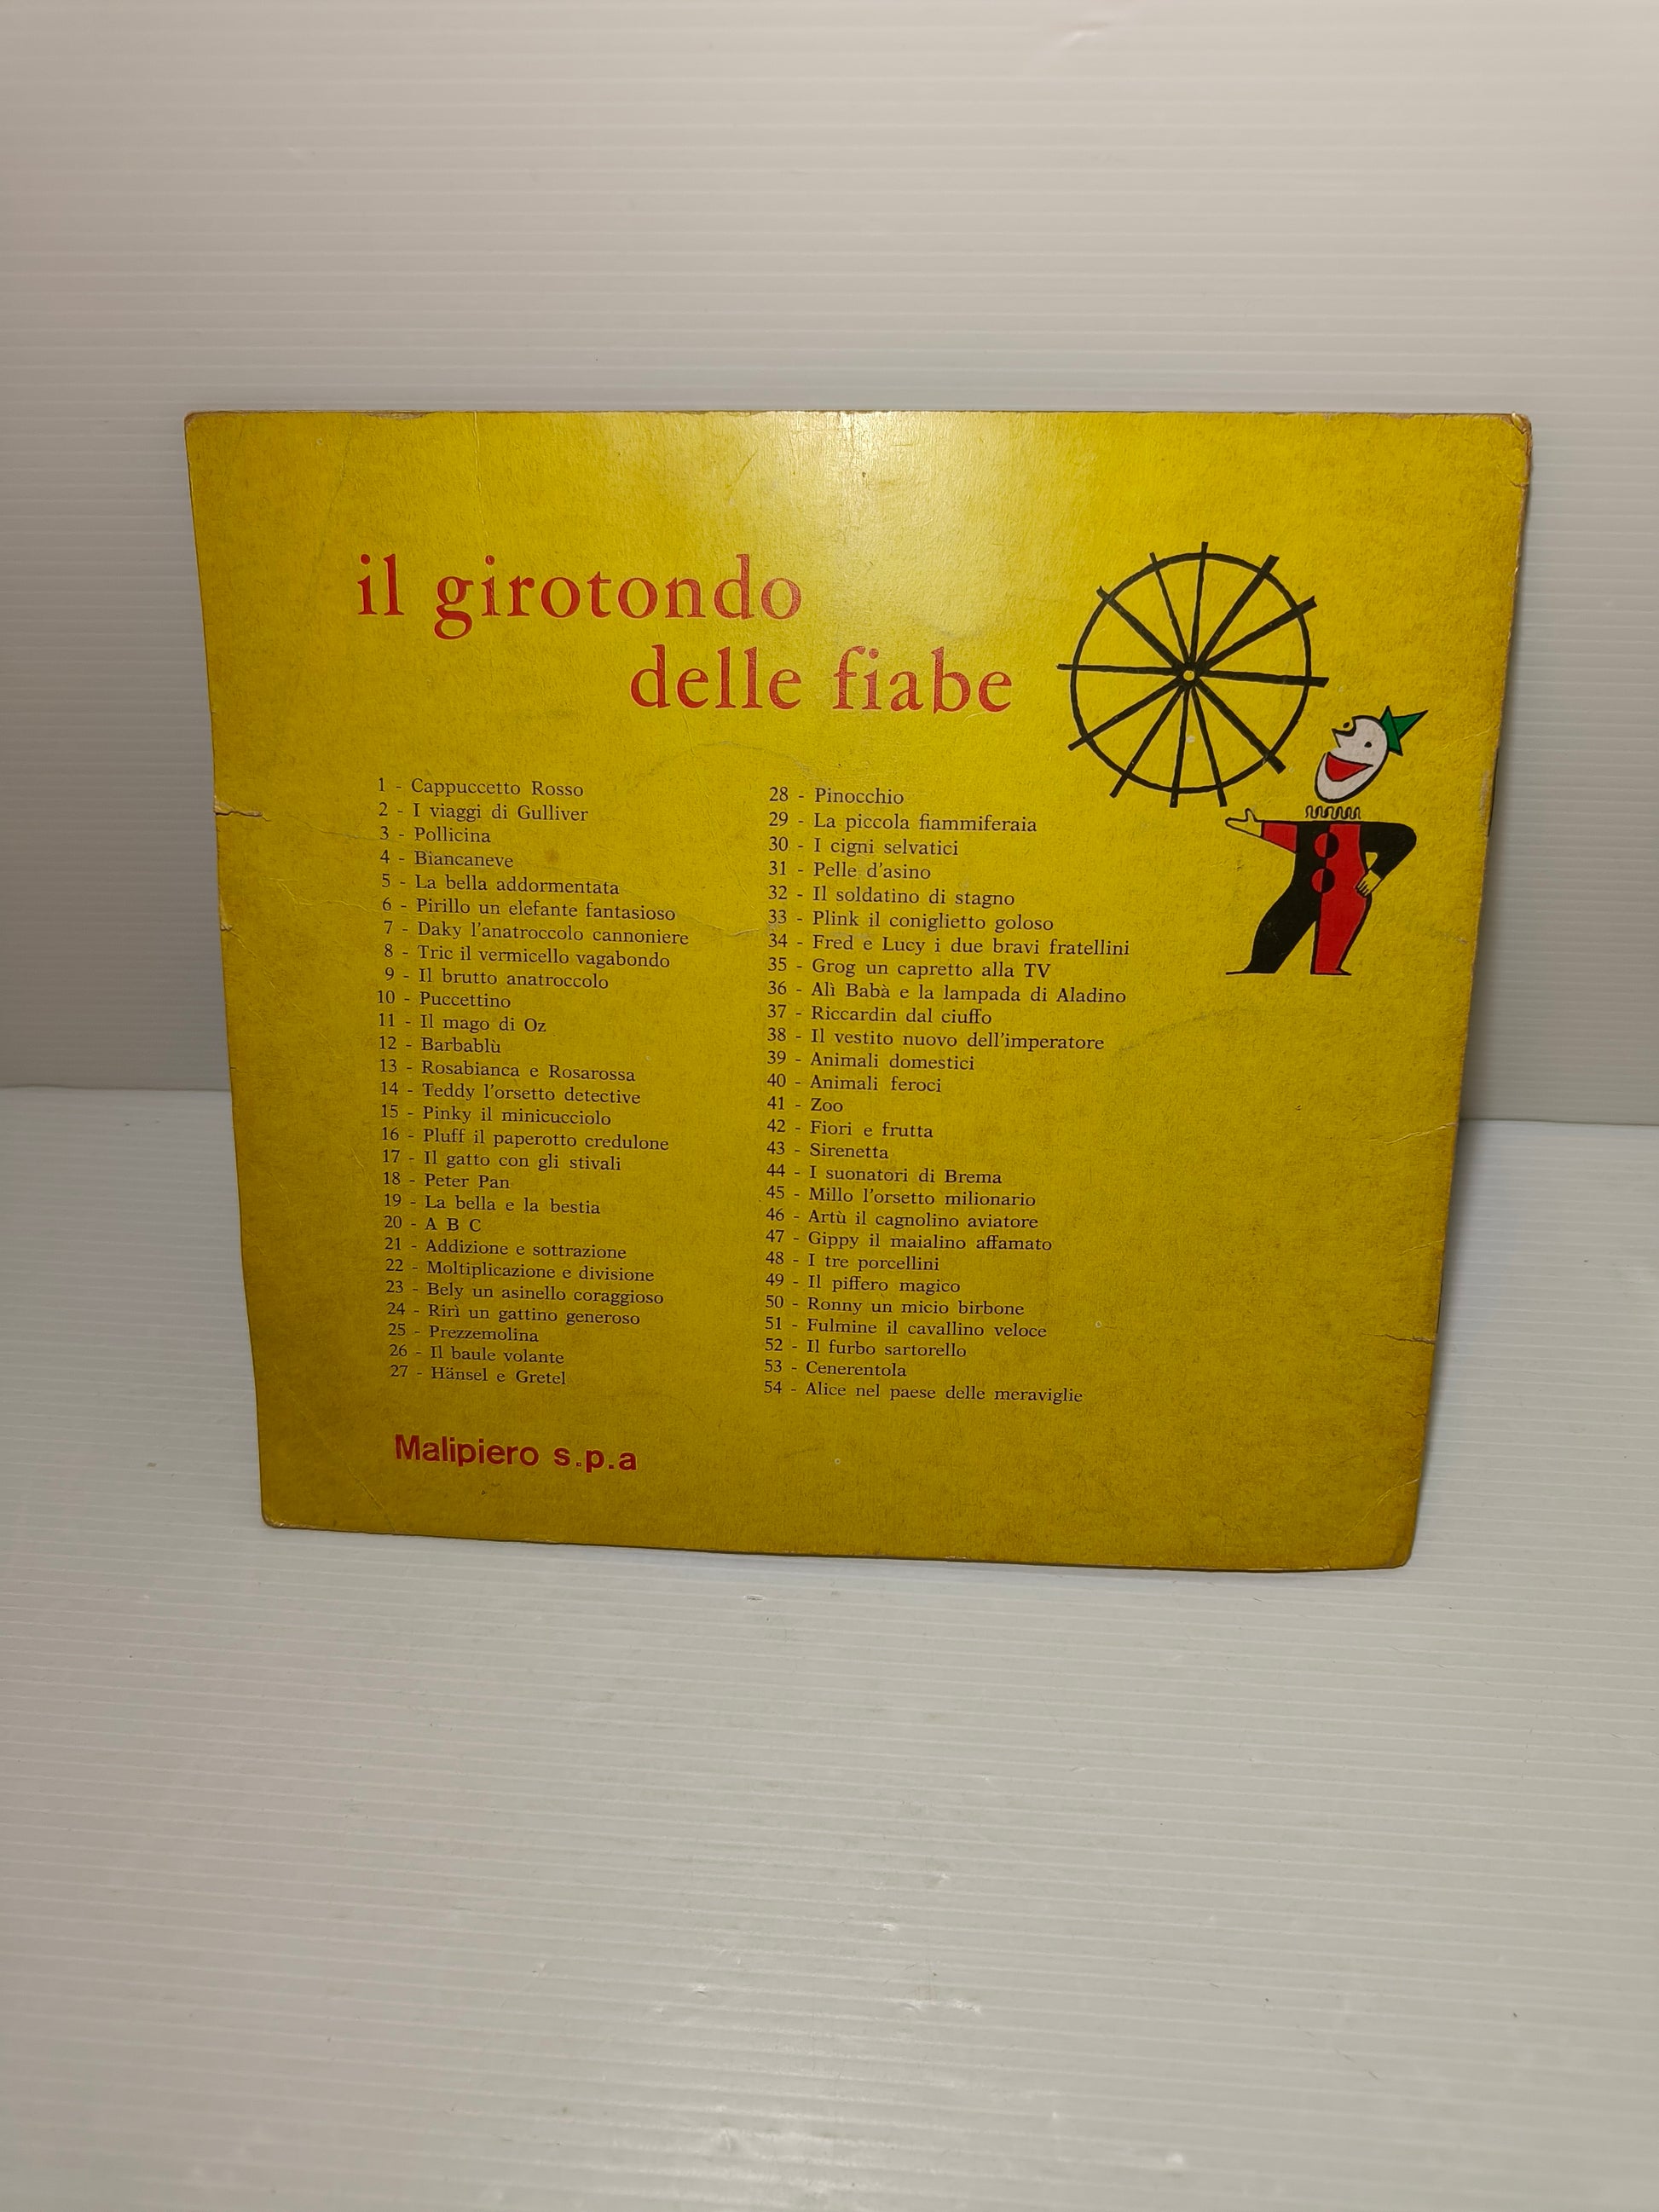 il girotondo
delle fiabe
1 - Cappuccetto Rosso
2 - I viaggi di Gulliver
3 - Pollicina
4 - Biancaneve
5 - La bella addormentata
6 - Pirillo un elefante fantasioso
7 - Daky l'anatroccolo cannoniere
8 - Tric il vermicello vagabondo
9 - Il brutto anatroccolo
10 - Puccettino
11 - Il mago di Oz
12 - Barbablù
13 - Rosabianca e Rosarossa
14 - Teddy l'orsetto detective
15 - Pinky il minicucciolo
16 - Pluff il paperotto credulone
17 - Il gatto con gli stivali
18 - Peter Pan
19 - La bella e la bestia
20 - A B C
21 - Addizione e sottrazione
22 - Moltiplicazione e divisione
23 - Bely un asinello coraggioso
24 - Rirì un gattino generoso
25 - Prezzemolina
26 - Il baule volante
27 - Hänsel e Gretel
28 - Pinocchio
29 - La piccola fiammiferaia
30 - I cigni selvatici
31 - Pelle d'asino
32 - Il soldatino di stagno
33 - Plink il coniglietto goloso
34 - Fred e Lucy i due bravi fratellini
35 - Grog un capretto alla TV
36 - Alì Babà e la lampada di Aladino
37 - Riccardin dal ciuffo
38 - Il vestito nuovo dell'imperatore
39 - Animali domestici
40 - Animali feroci
41 - Zoo
42 - Fiori e frutta
43 - Sirenetta
44 - I suonatori di Brema
45 - Millo l'orsetto milionario
46 - Artù il cagnolino aviatore
47 - Gippy il maialino affamato
48 - I tre porcellini
49 - Il piffero magico
50 - Ronny un micio birbone
51 - Fulmine il cavallino veloce
52 - Il furbo sartorello
53 - Cenerentola
54 - Alice nel paese delle meraviglie
Malipiero s.p.a